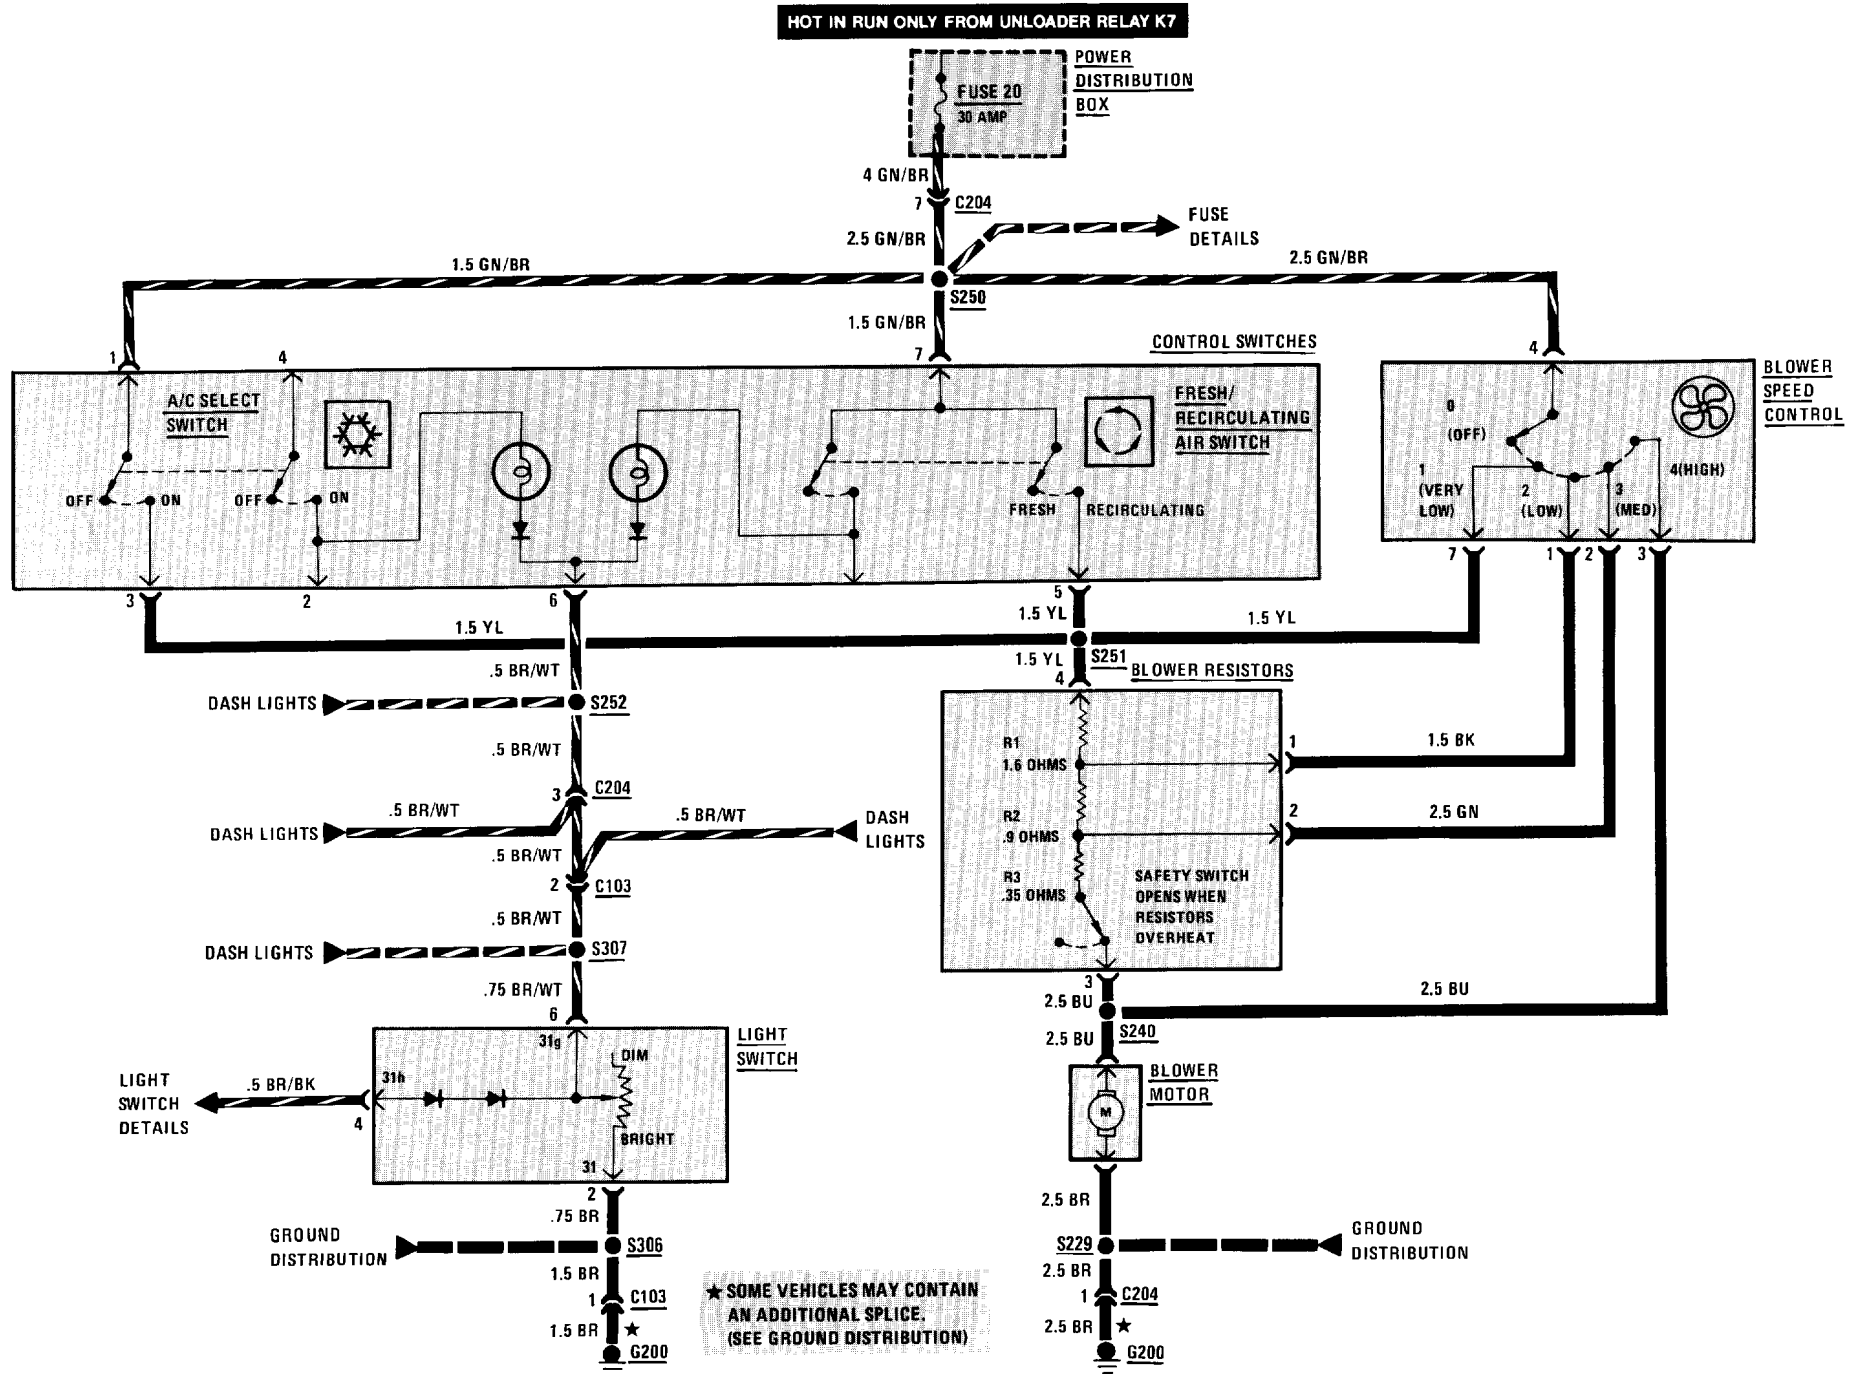 HOT IN RUN ONLY FROM UNLOADER RELAY K7
POWER
DISTRIBUTION
BOX
FUSE 20
30 AMP
4 GN/BR
7
C204
2.5 GN/BR
FUSE
DETAILS
1.5 GN/BR
2.5 GN/BR
S250
1.5 GN/BR
CONTROL SWITCHES
1
4
7
4
BLOWER
SPEED
CONTROL
A/C SELECT
SWITCH
FRESH/
RECIRCULATING
AIR SWITCH
0
(OFF)
OFF
ON
OFF
ON
FRESH
RECIRCULATING
1
(VERY
LOW)
2
(LOW)
3
(MED)
4(HIGH)
7
1
2
3
3
2
6
5
1.5 YL
1.5 YL
1.5 YL
S251
1.5 YL
4
BLOWER RESISTORS
.5 BR/WT
DASH LIGHTS
S252
.5 BR/WT
R1
1.6 OHMS
1
1.5 BK
3
C204
.5 BR/WT
DASH LIGHTS
.5 BR/WT
DASH
LIGHTS
R2
.9 OHMS
2
2.5 GN
.5 BR/WT
2
C103
R3
.35 OHMS
SAFETY SWITCH
OPENS WHEN
RESISTORS
OVERHEAT
.5 BR/WT
DASH LIGHTS
S307
.75 BR/WT
6
3
2.5 BU
2.5 BU
S240
2.5 BU
LIGHT
SWITCH
31g
DIM
31h
BRIGHT
31
LIGHT
SWITCH
DETAILS
.5 BR/BK
4
BLOWER
MOTOR
M
2
.75 BR
2.5 BR
GROUND
DISTRIBUTION
S306
S229
GROUND
DISTRIBUTION
1.5 BR
2.5 BR
1
C103
1
C204
1.5 BR ★
2.5 BR ★
G200
G200
★ SOME VEHICLES MAY CONTAIN
AN ADDITIONAL SPLICE.
(SEE GROUND DISTRIBUTION)